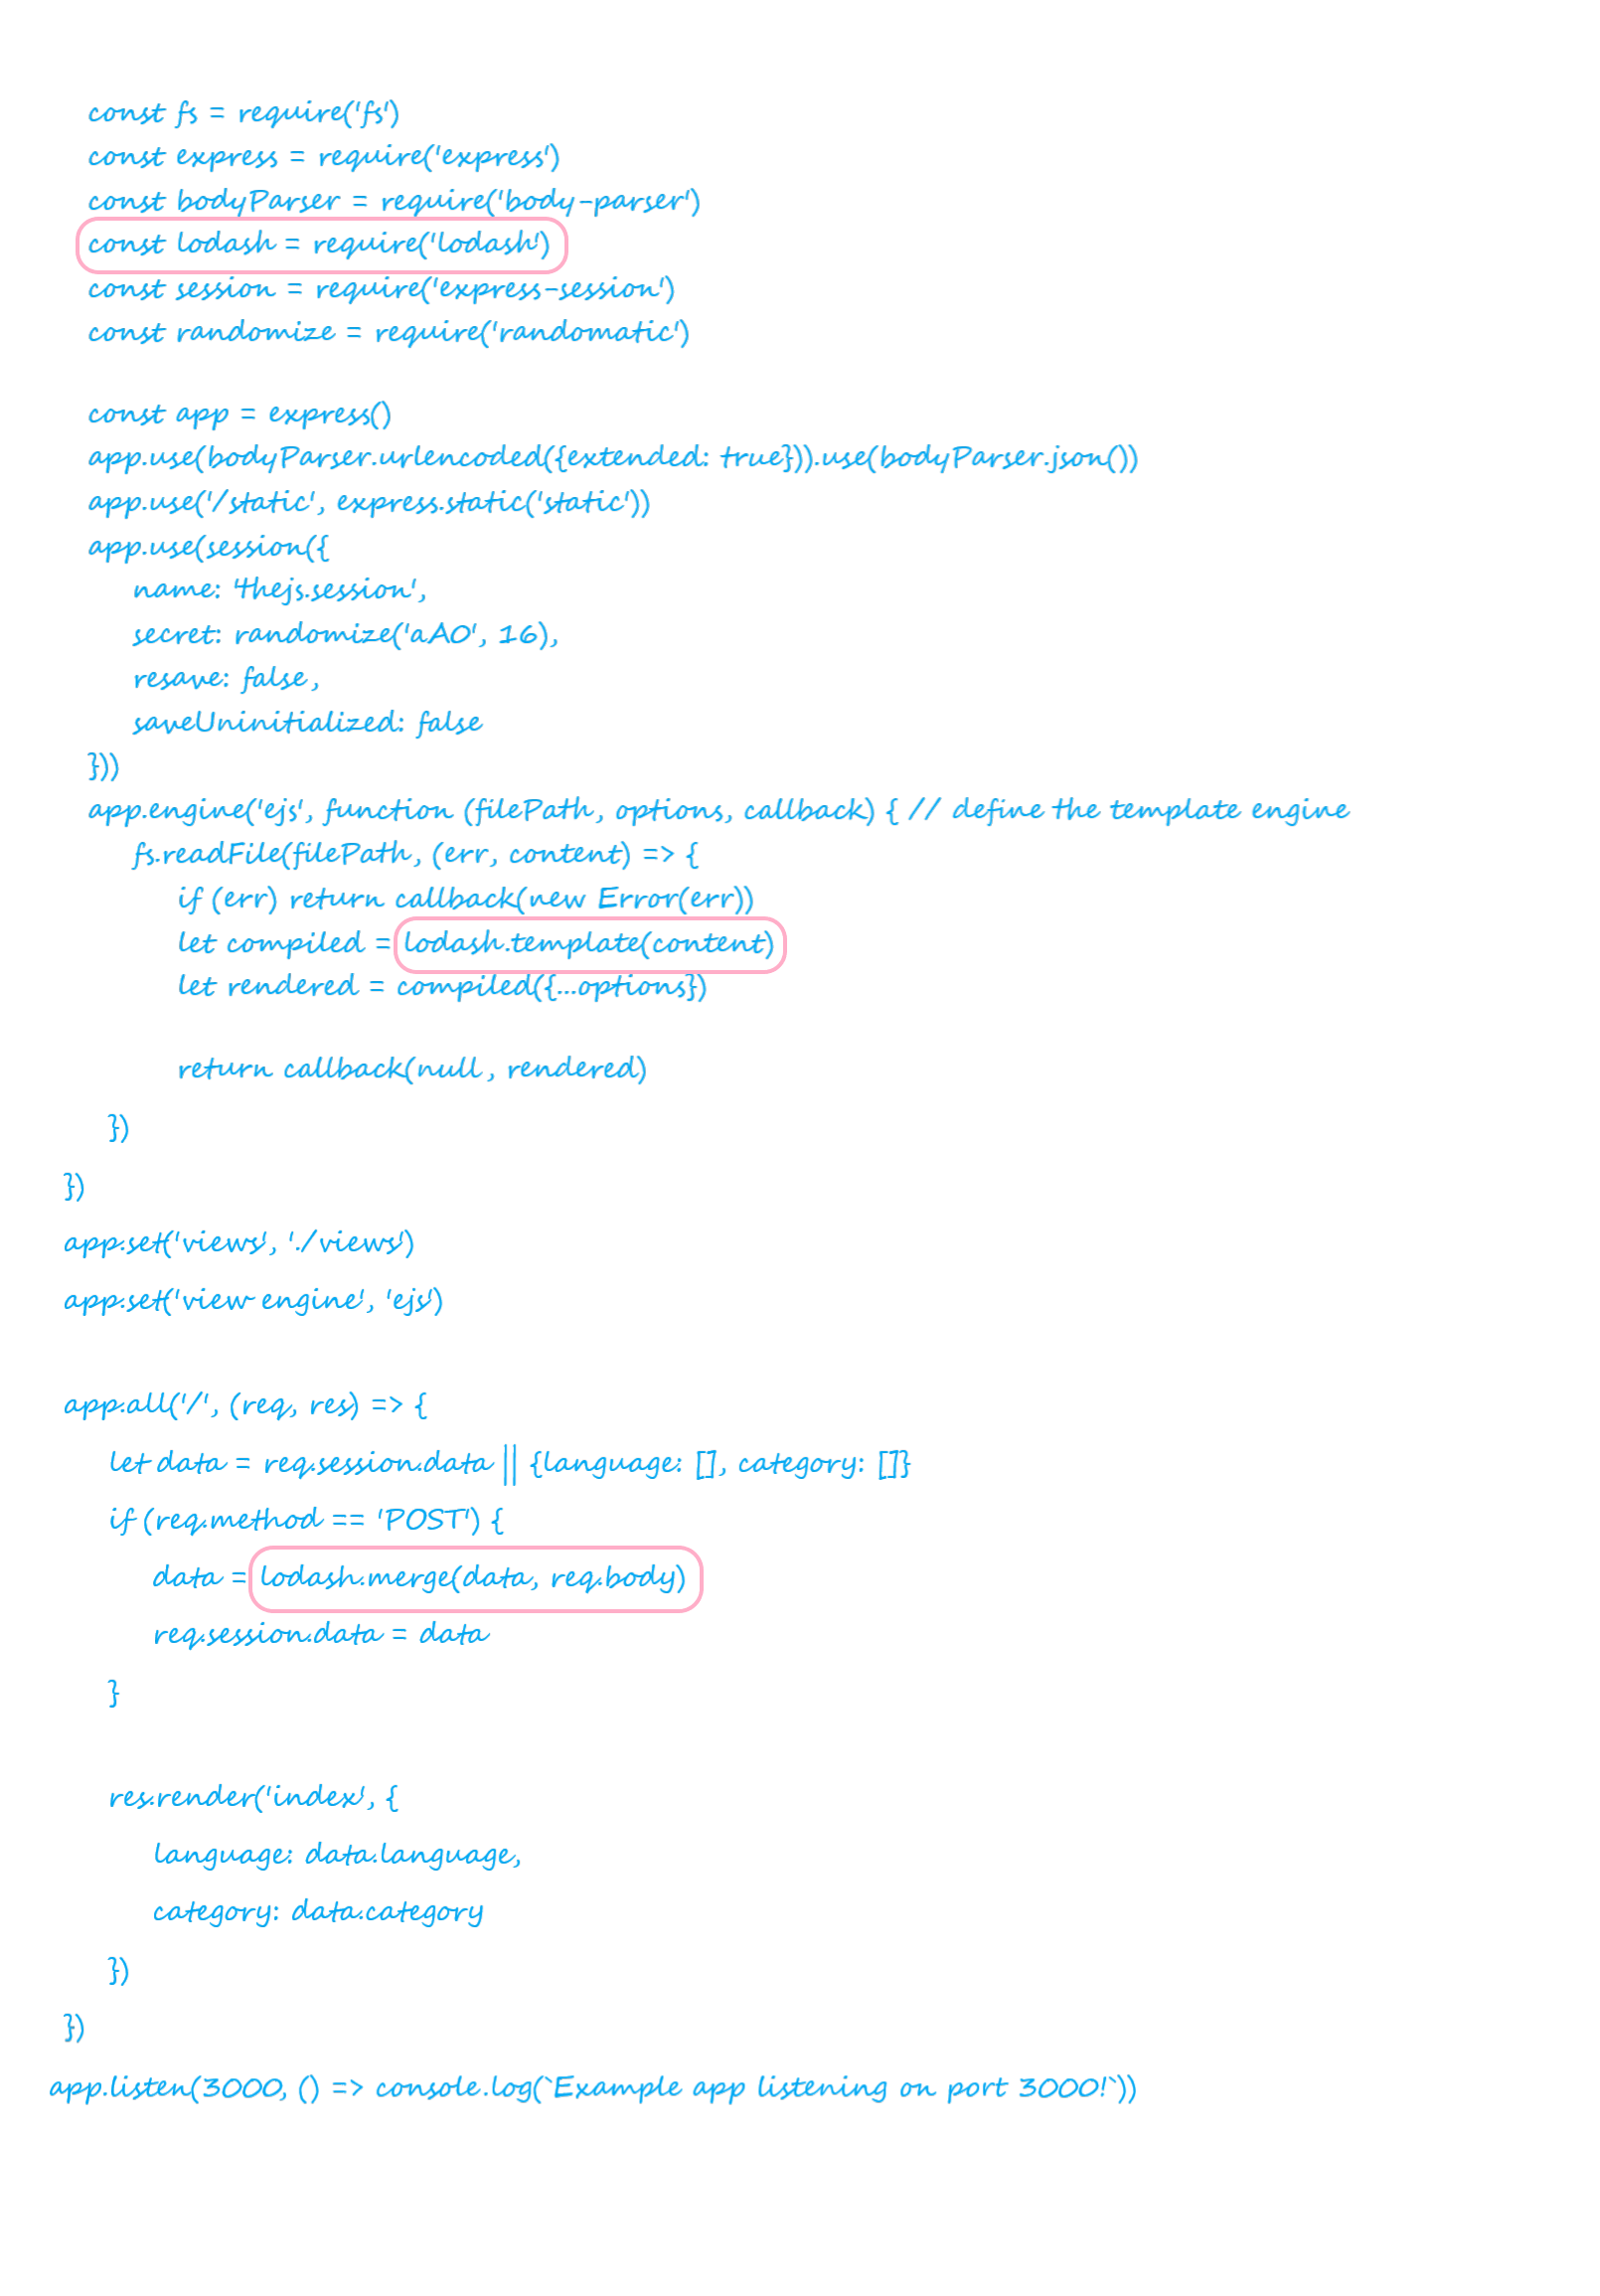 const fs = require('fs')
const express = require('express')
const bodyParser = require('body-parser')
const lodash = require('lodash')
const session = require('express-session')
const randomize = require('randomatic')
const app = express()
app.use(bodyParser.urlencoded({extended: true})).use(bodyParser.json())
app.use('/static', express.static('static'))
app.use(session({
name: 'thejs.session',
secret: randomize('aA0', 16),
resave: false,
saveUninitialized: false
}))
app.engine('ejs', function (filePath, options, callback) { // define the template engine
fs.readFile(filePath, (err, content) => {
if (err) return callback(new Error(err))
let compiled = lodash.template(content)
let rendered = compiled({...options})
return callback(null, rendered)
})
})
app.set('views', './views')
app.set('view engine', 'ejs')
app.all('/', (req, res) => {
let data = req.session.data || {language: [], category: []}
if (req.method == 'POST') {
data = lodash.merge(data, req.body)
req.session.data = data
}
res.render('index', {
language: data.language,
category: data.category
})
})
app.listen(3000, () => console.log(`Example app listening on port 3000!`))